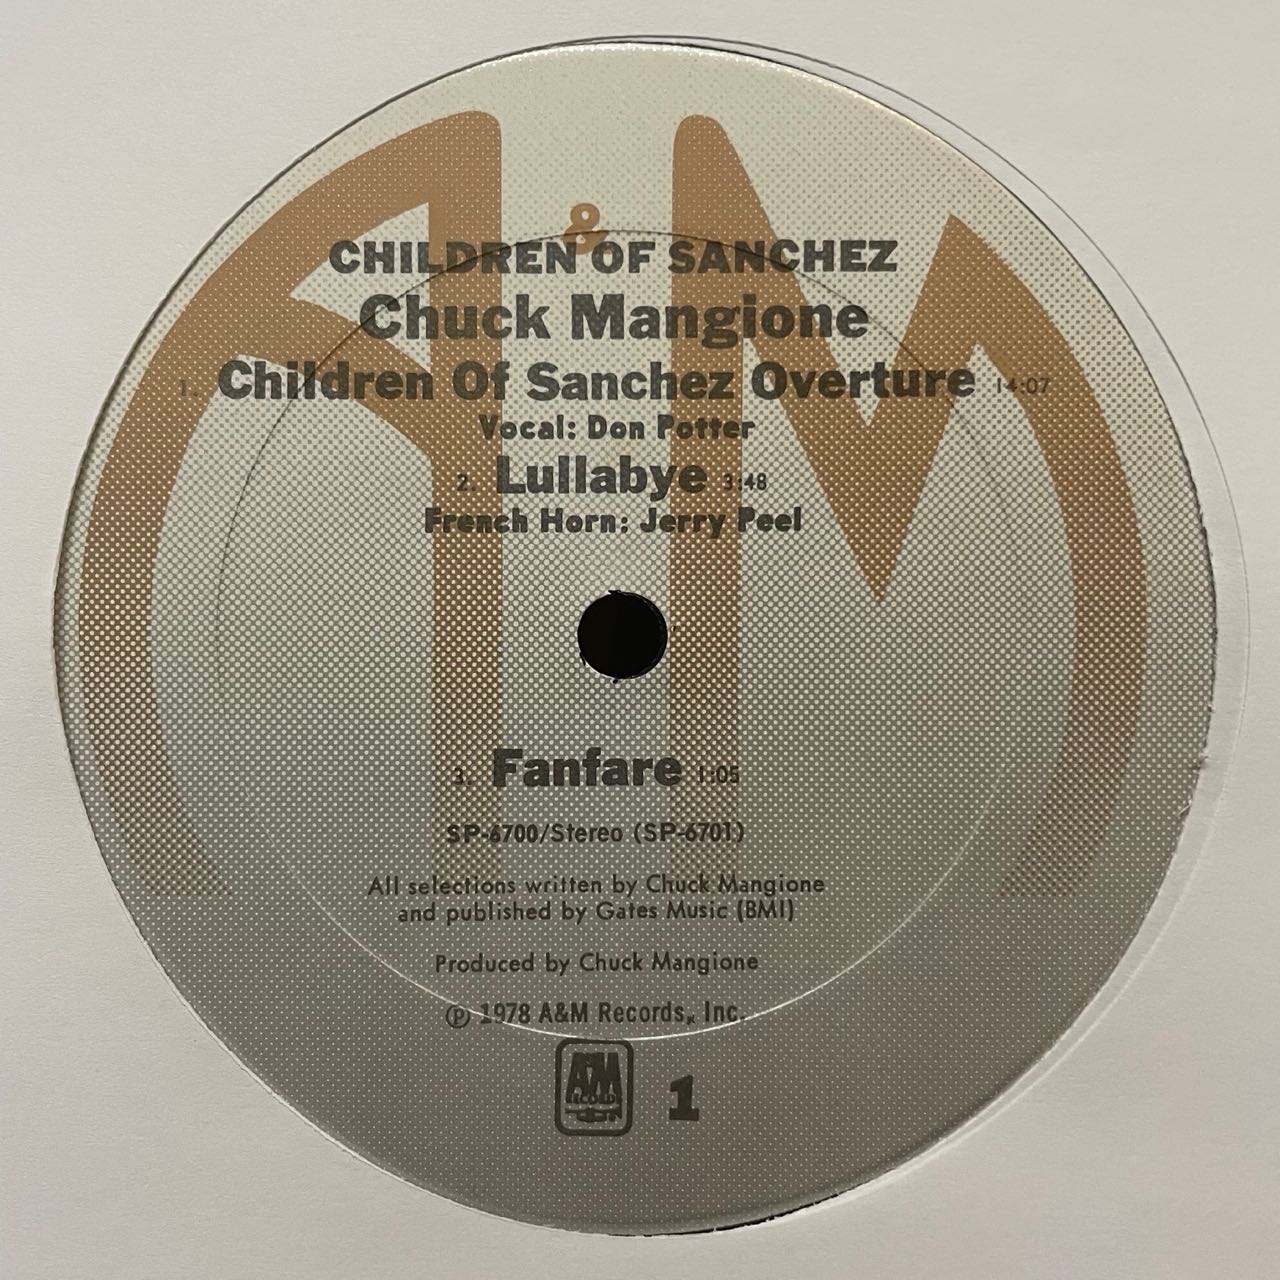 &
CHILDREN OF SANCHEZ
Chuck Mangione
1. Children Of Sanchez Overture 14:07
Vocal: Don Potter
2. Lullabye 3:48
French Horn: Jerry Peel
3. Fanfare 1:05
SP-6700/Stereo (SP-6701)
All selections written by Chuck Mangione
and published by Gates Music (BMI)
Produced by Chuck Mangione
℗ 1978 A&M Records, Inc.
A&M
RECORDS
1